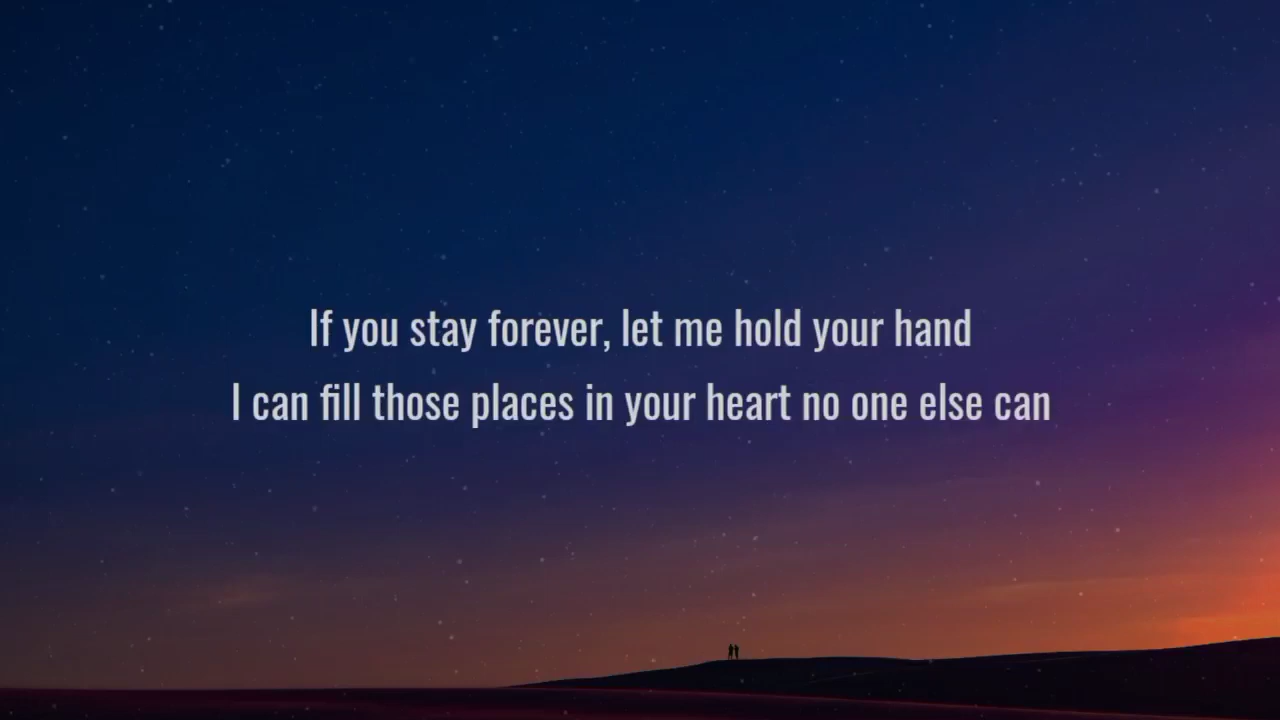 If you stay forever, let me hold your hand
I can fill those places in your heart no one else can